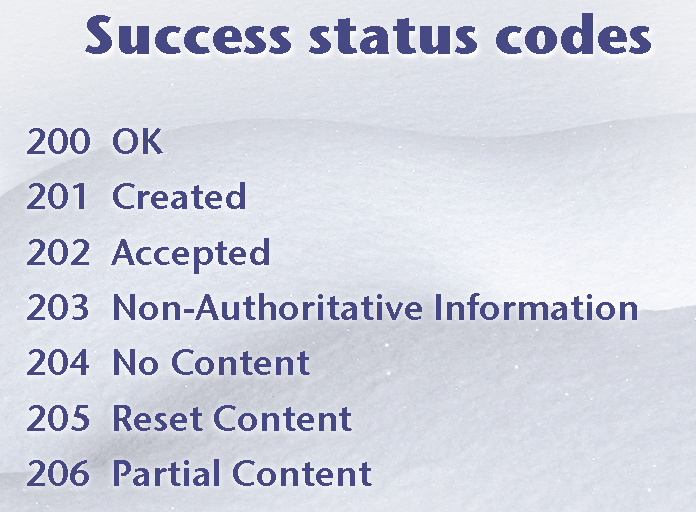 Success status codes
200 OK
201 Created
202 Accepted
203 Non-Authoritative Information
204 No Content
205 Reset Content
206 Partial Content